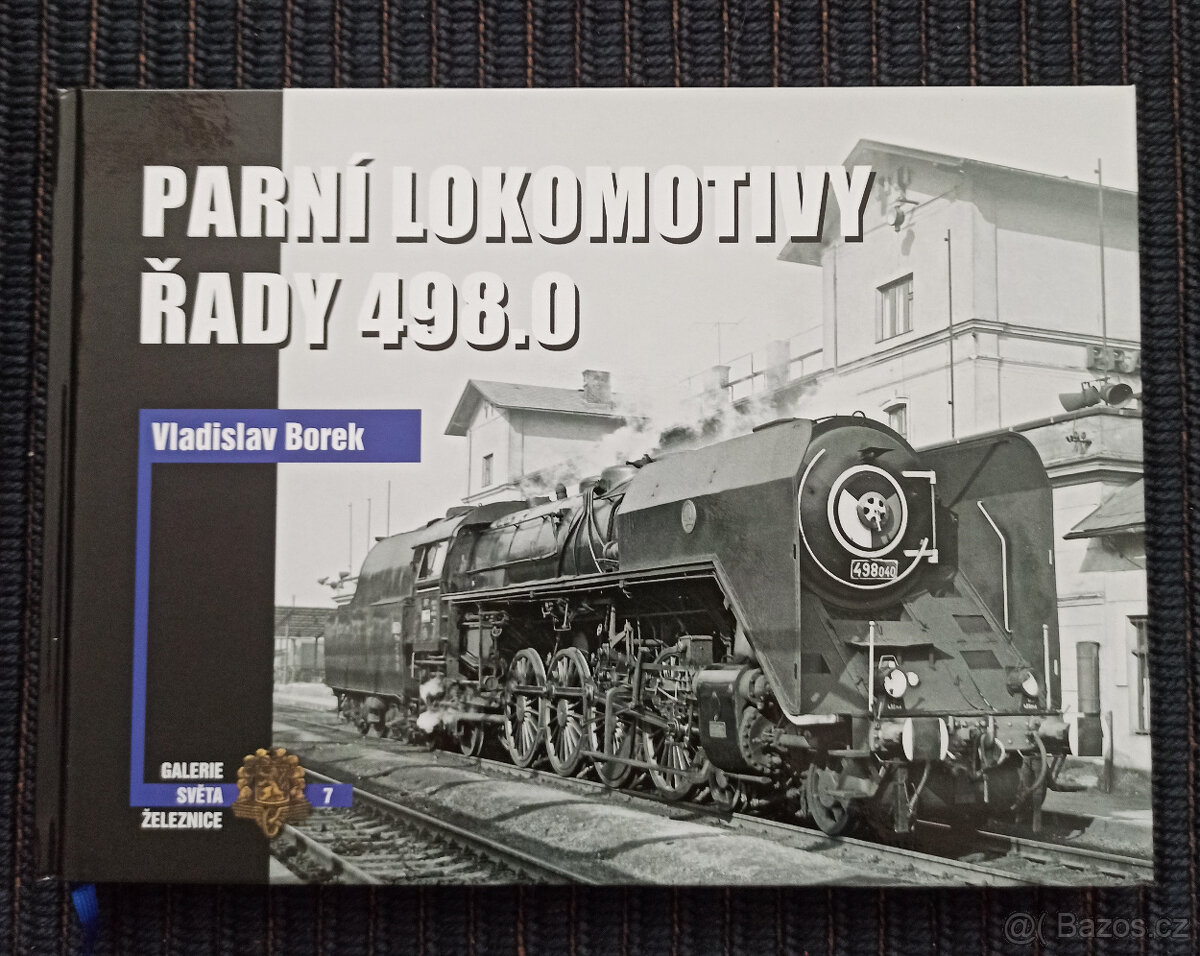 PARNÍ LOKOMOTIVY
ŘADY 498.0
Vladislav Borek
498040
GALERIE
SVĚTA
ŽELEZNICE
7
@( Bazos.cz